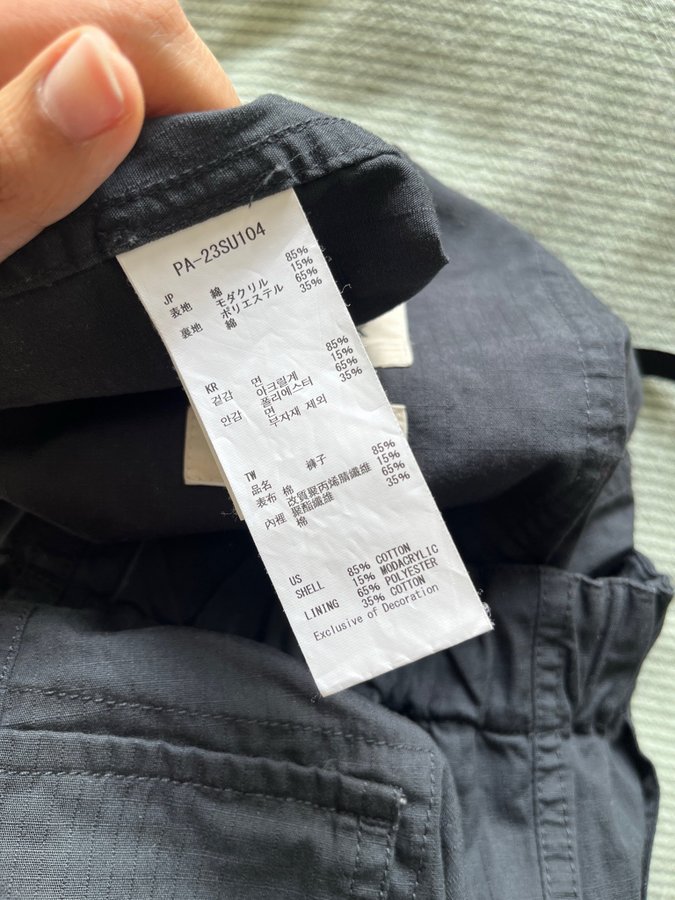 PA-23SU104
JP
表地 綿 85%
モダクリル 15%
裏地 ポリエステル 65%
綿 35%
KR
겉감 면 85%
아크릴계 15%
안감 폴리에스터 65%
면 35%
부자재 제외
TW
品名 褲子
表布 棉 85%
改質聚丙烯腈纖維 15%
內裡 聚酯纖維 65%
棉 35%
US
SHELL 85% COTTON
15% MODACRYLIC
LINING 65% POLYESTER
35% COTTON
Exclusive of Decoration